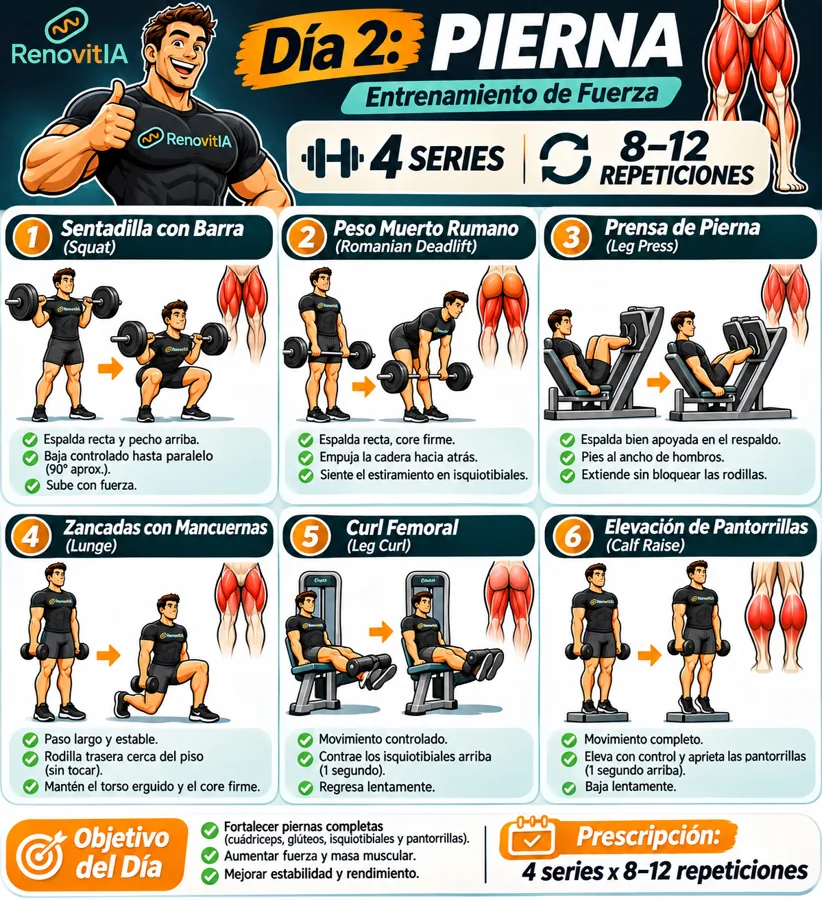 RenovitIA
Día 2: PIERNA
Entrenamiento de Fuerza
RenovitIA
4 SERIES
8–12
REPETICIONES
1 Sentadilla con Barra
(Squat)
Espalda recta y pecho arriba.
Baja controlado hasta paralelo
(90° aprox.).
Sube con fuerza.
2 Peso Muerto Rumano
(Romanian Deadlift)
Espalda recta, core firme.
Empuja la cadera hacia atrás.
Siente el estiramiento en isquiotibiales.
3 Prensa de Pierna
(Leg Press)
Espalda bien apoyada en el respaldo.
Pies al ancho de hombros.
Extiende sin bloquear las rodillas.
4 Zancadas con Mancuernas
(Lunge)
Paso largo y estable.
Rodilla trasera cerca del piso
(sin tocar).
Mantén el torso erguido y el core firme.
5 Curl Femoral
(Leg Curl)
Movimiento controlado.
Contrae los isquiotibiales arriba
(1 segundo).
Regresa lentamente.
6 Elevación de Pantorrillas
(Calf Raise)
Movimiento completo.
Eleva con control y aprieta las pantorrillas
(1 segundo arriba).
Baja lentamente.
Objetivo
del Día
Fortalecer piernas completas
(cuádriceps, glúteos, isquiotibiales y pantorrillas).
Aumentar fuerza y masa muscular.
Mejorar estabilidad y rendimiento.
Prescripción:
4 series x 8–12 repeticiones